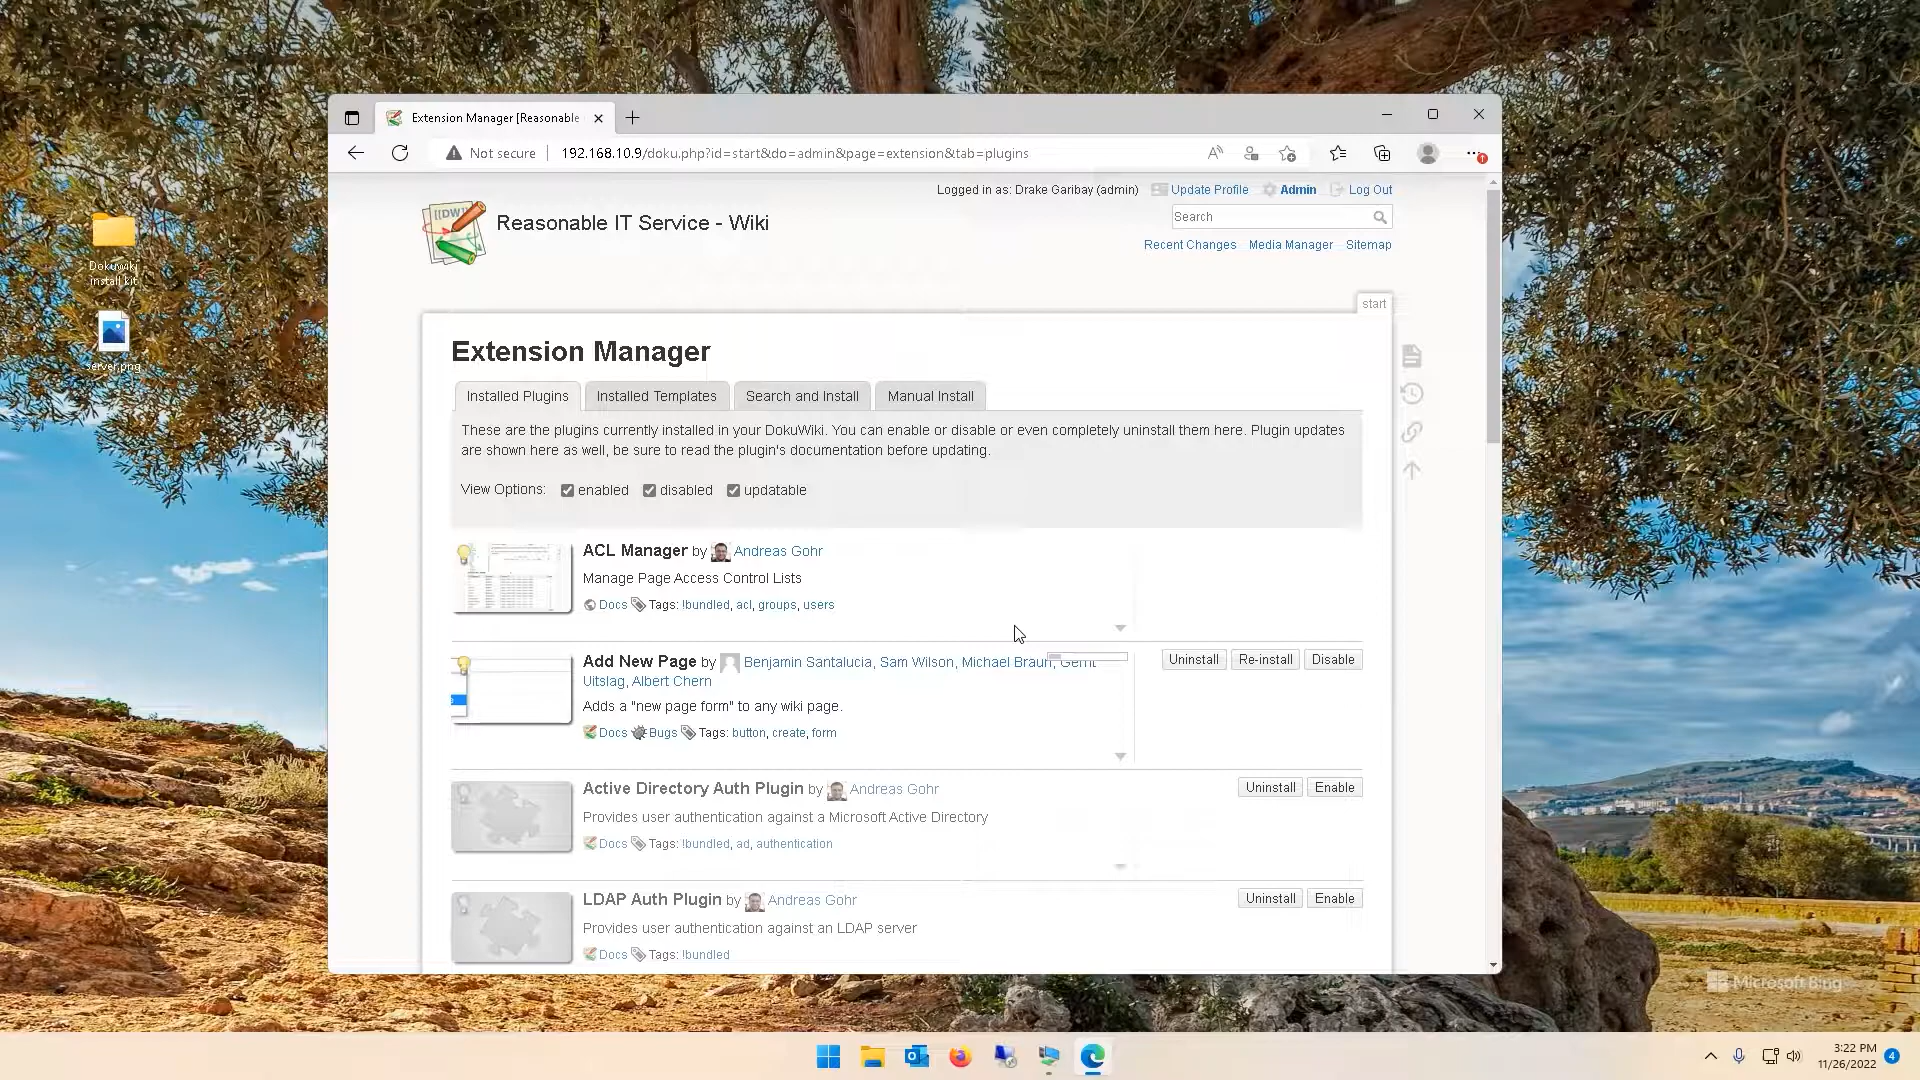 Extension Manager [Reasonable
Not secure
192.168.10.9/doku.php?id=start&do=admin&page=extension&tab=plugins
Logged in as: Drake Garibay (admin) Update Profile Admin Log Out
[[DW]]
Reasonable IT Service - Wiki
Search
Recent Changes Media Manager Sitemap
Dokuwiki
install kit
server.png
start
Extension Manager
Installed Plugins Installed Templates Search and Install Manual Install
These are the plugins currently installed in your DokuWiki. You can enable or disable or even completely uninstall them here. Plugin updates
are shown here as well, be sure to read the plugin's documentation before updating.
View Options: enabled disabled updatable
ACL Manager by Andreas Gohr
Manage Page Access Control Lists
Docs Tags: !bundled, acl, groups, users
Add New Page by Benjamin Santalucia, Sam Wilson, Michael Braun, Gerrit
Uitslag, Albert Chern
Uninstall Re-install Disable
Adds a "new page form" to any wiki page.
Docs Bugs Tags: button, create, form
Active Directory Auth Plugin by Andreas Gohr
Uninstall Enable
Provides user authentication against a Microsoft Active Directory
Docs Tags: !bundled, ad, authentication
LDAP Auth Plugin by Andreas Gohr
Uninstall Enable
Provides user authentication against an LDAP server
Docs Tags: !bundled
Microsoft Bing
3:22 PM
11/26/2022
4